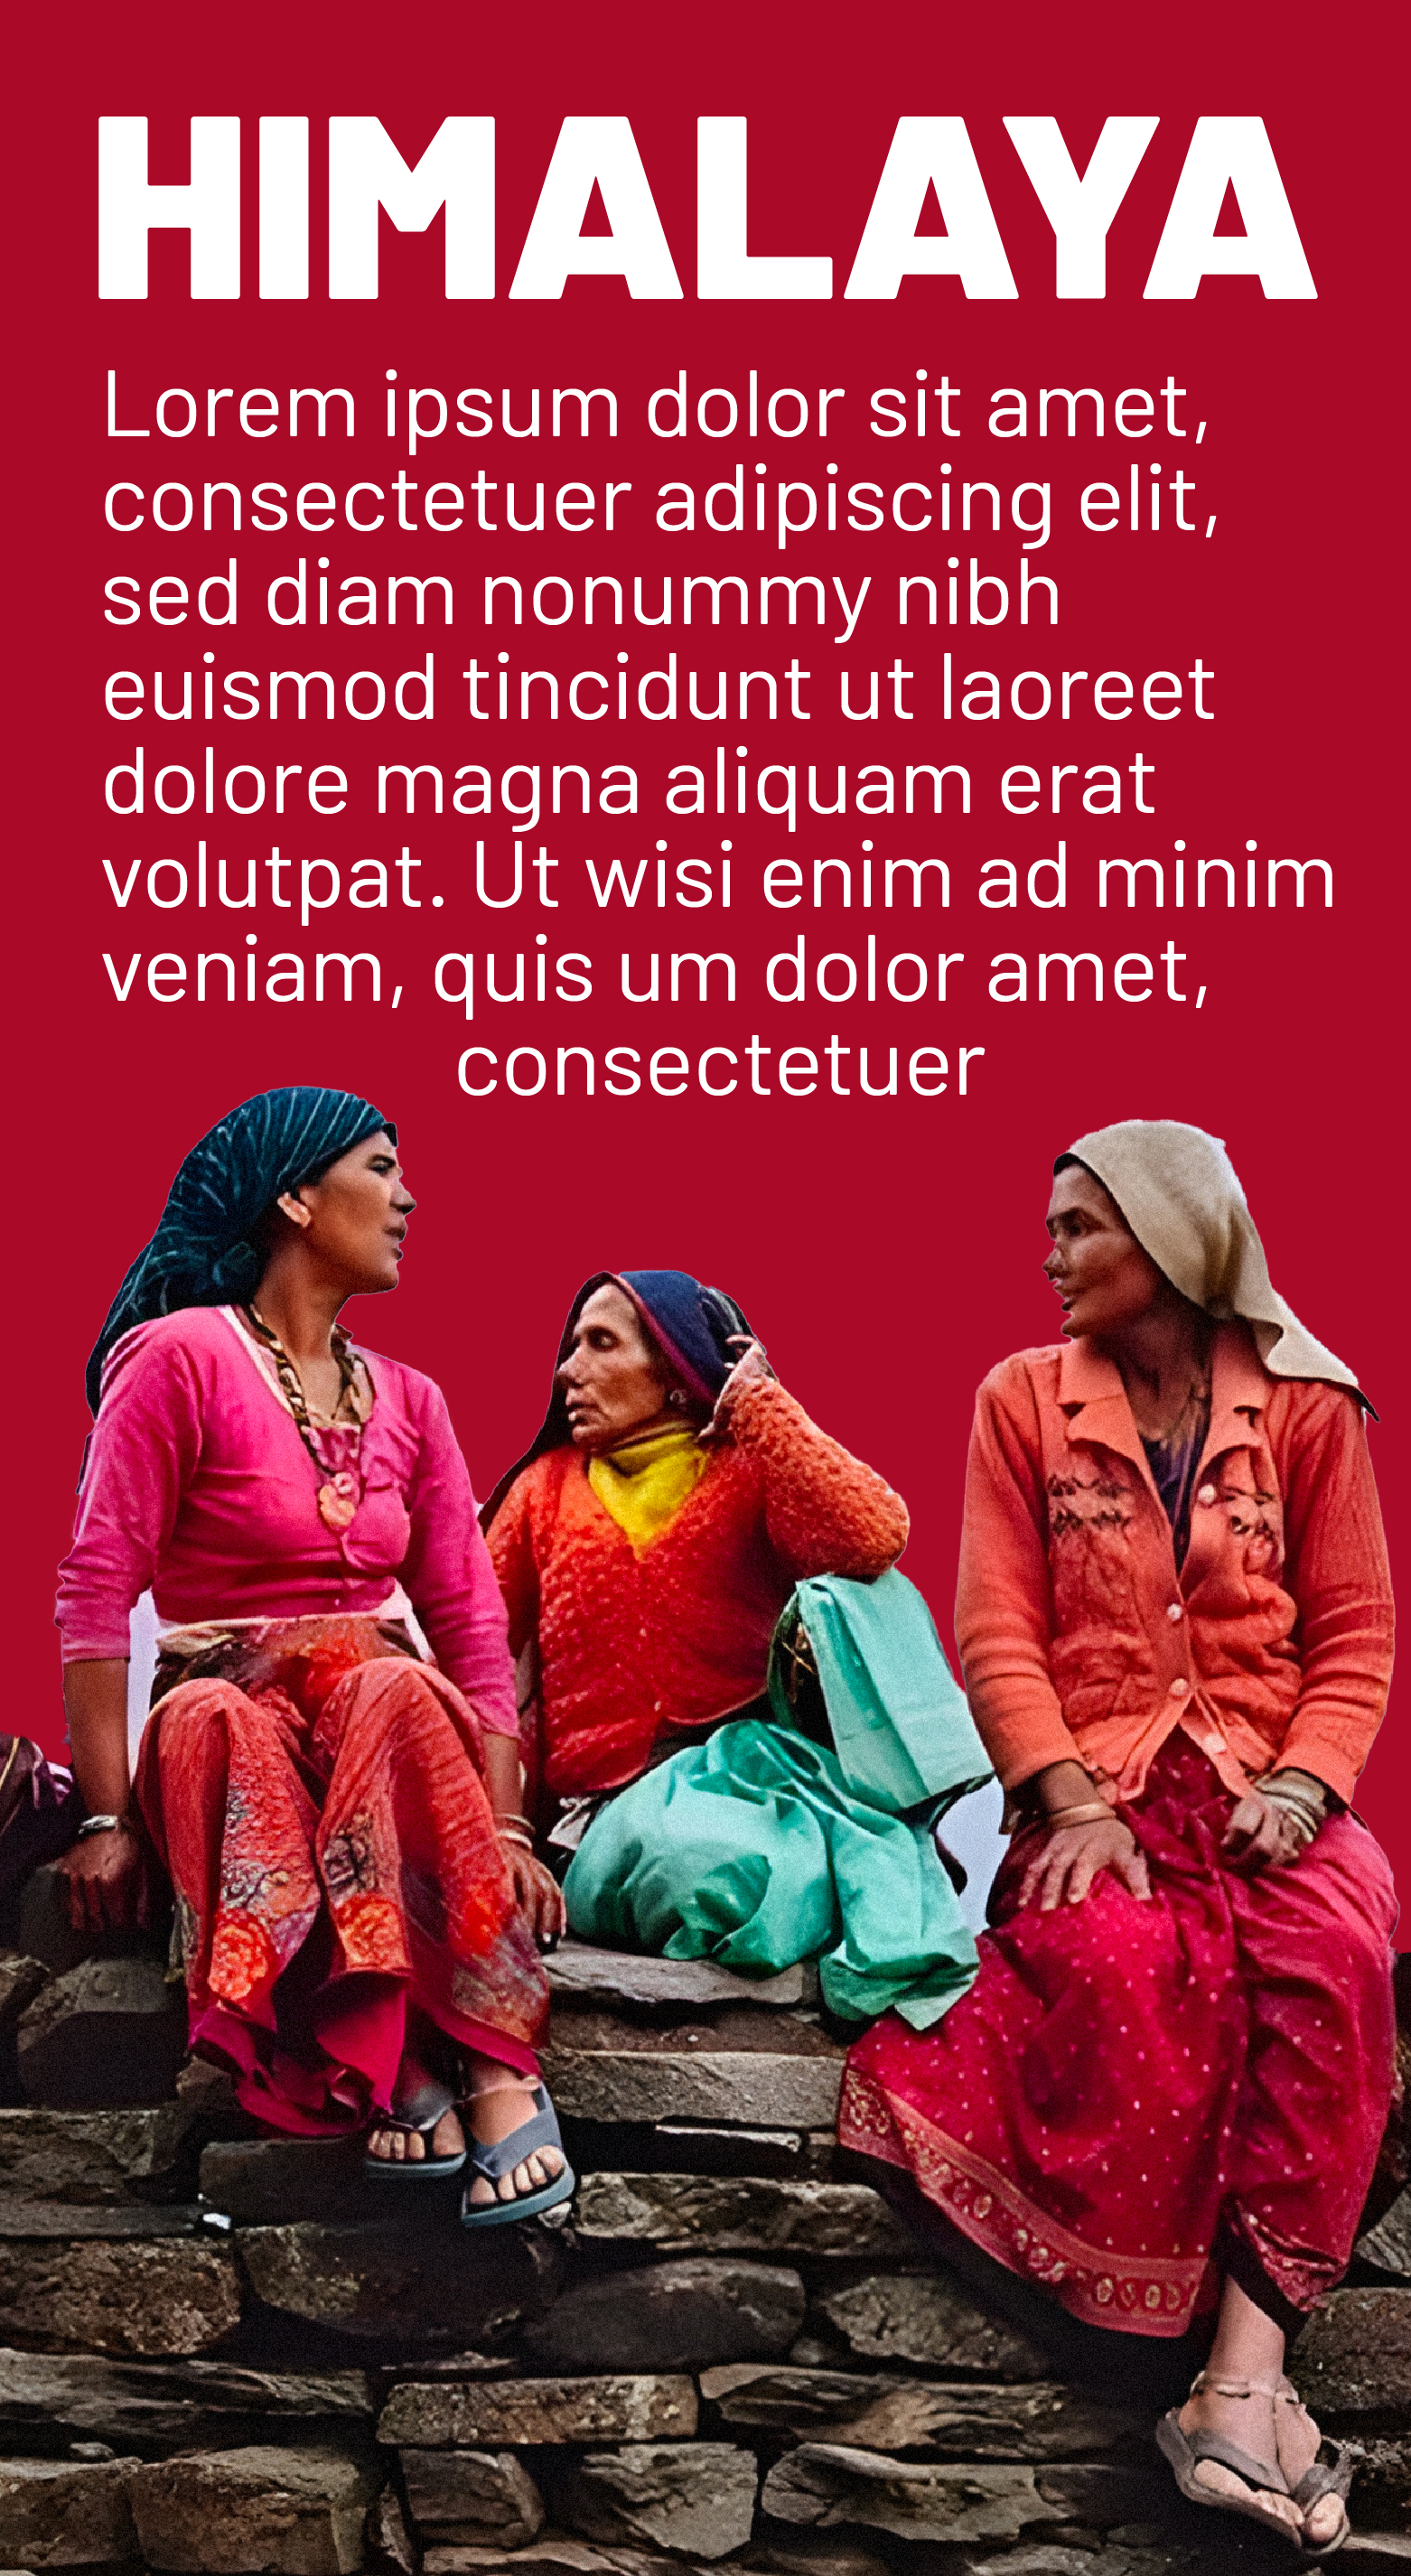 HIMALAYA
Lorem ipsum dolor sit amet,
consectetuer adipiscing elit,
sed diam nonummy nibh
euismod tincidunt ut laoreet
dolore magna aliquam erat
volutpat. Ut wisi enim ad minim
veniam, quis um dolor amet,
consectetuer